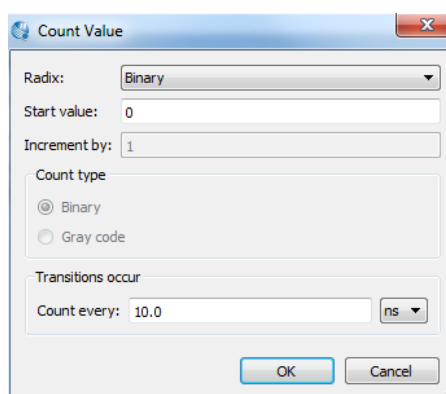 Count Value
Radix: Binary
Start value: 0
Increment by: 1
Count type
Binary
Gray code
Transitions occur
Count every: 10.0 ns
OK Cancel